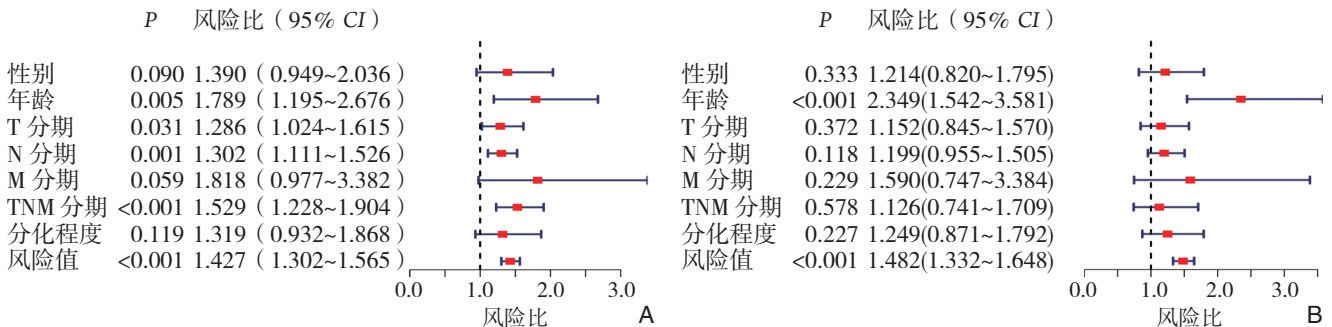 P 风险比（95% CI）
性别 0.090 1.390（0.949~2.036）
年龄 0.005 1.789（1.195~2.676）
T 分期 0.031 1.286（1.024~1.615）
N 分期 0.001 1.302（1.111~1.526）
M 分期 0.059 1.818（0.977~3.382）
TNM 分期 <0.001 1.529（1.228~1.904）
分化程度 0.119 1.319（0.932~1.868）
风险值 <0.001 1.427（1.302~1.565）
0.0 1.0 2.0 3.0
风险比 A
P 风险比（95% CI）
性别 0.333 1.214(0.820~1.795)
年龄 <0.001 2.349(1.542~3.581)
T 分期 0.372 1.152(0.845~1.570)
N 分期 0.118 1.199(0.955~1.505)
M 分期 0.229 1.590(0.747~3.384)
TNM 分期 0.578 1.126(0.741~1.709)
分化程度 0.227 1.249(0.871~1.792)
风险值 <0.001 1.482(1.332~1.648)
0.0 1.0 2.0 3.0
风险比 B